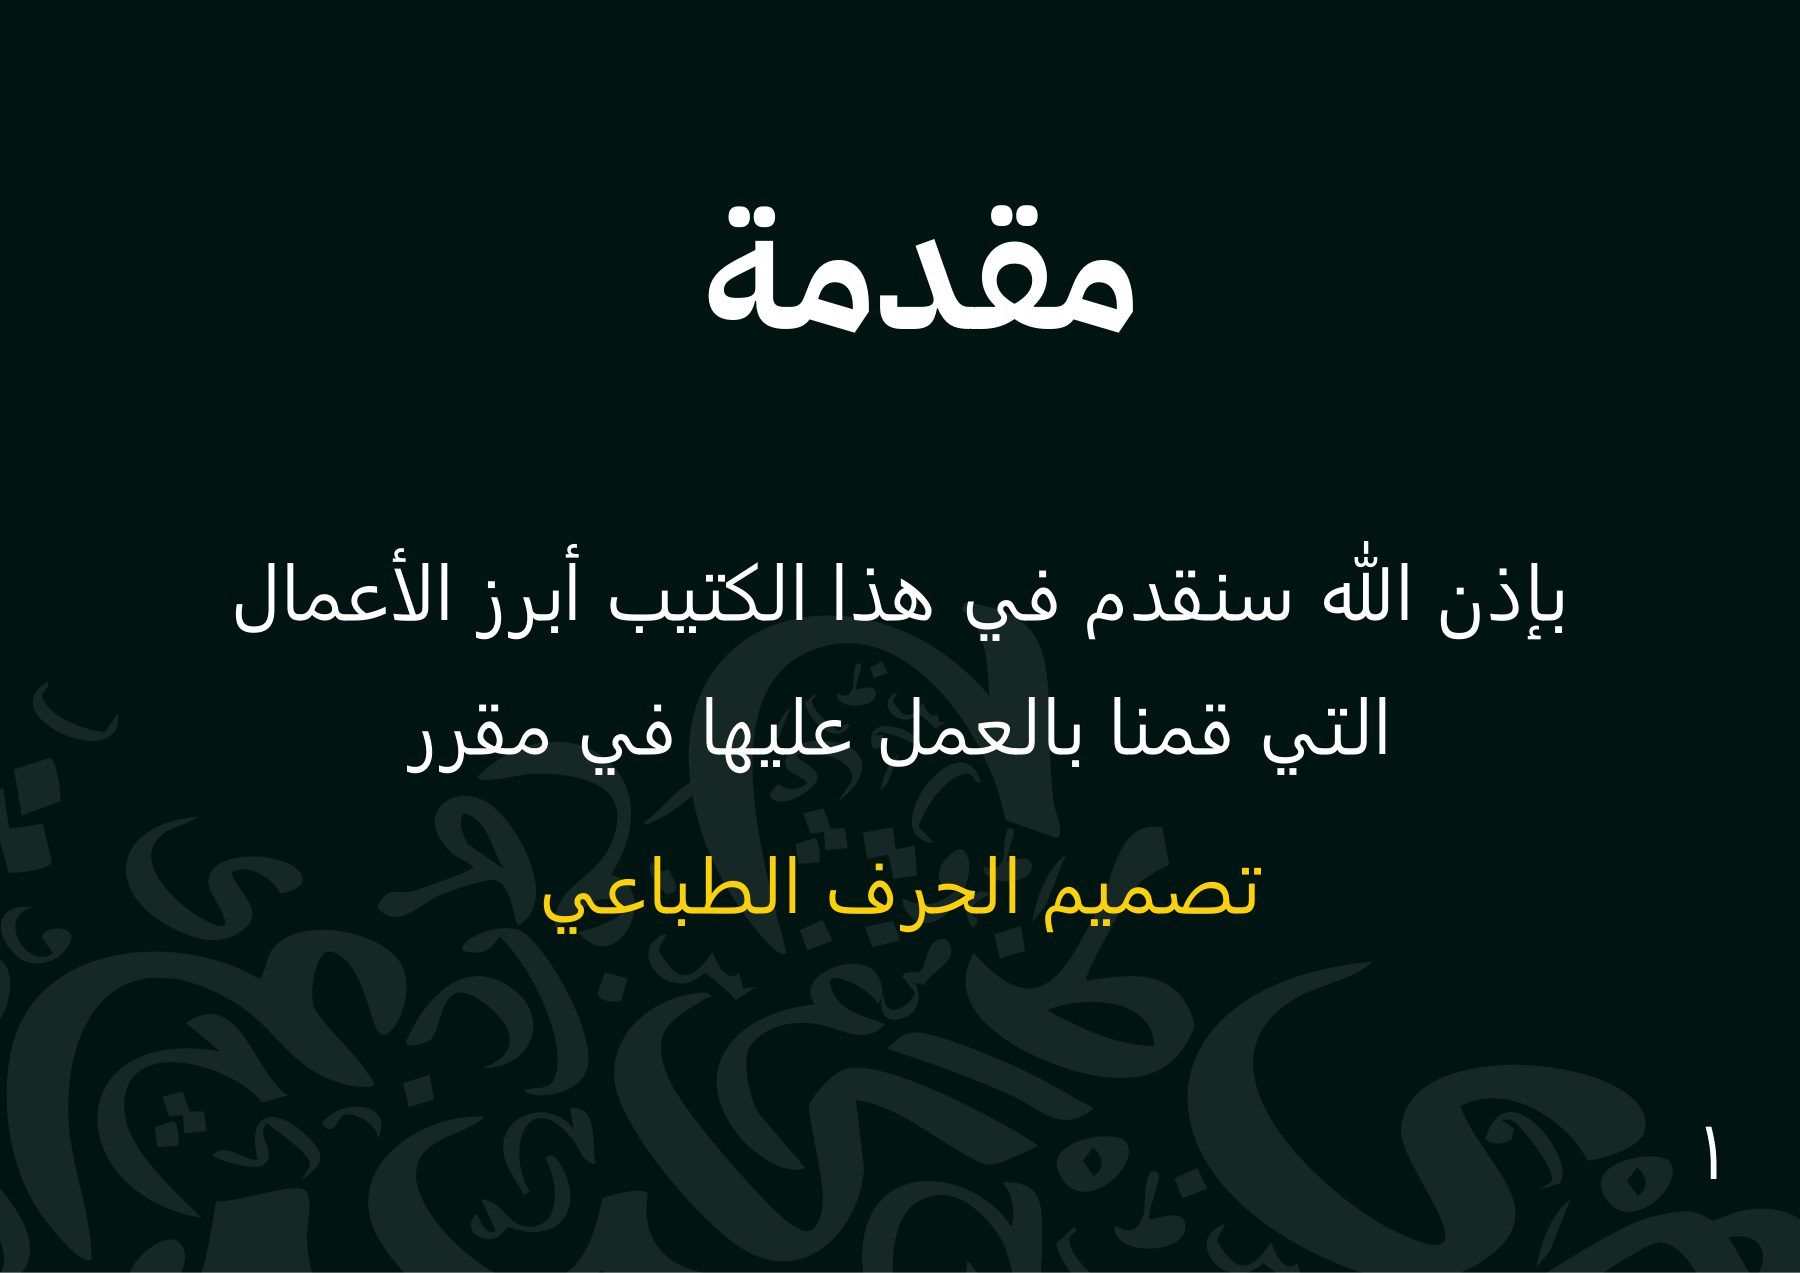 مقدمة
بإذن الله سنقدم في هذا الكتيب أبرز الأعمال
التي قمنا بالعمل عليها في مقرر
تصميم الحرف الطباعي
١